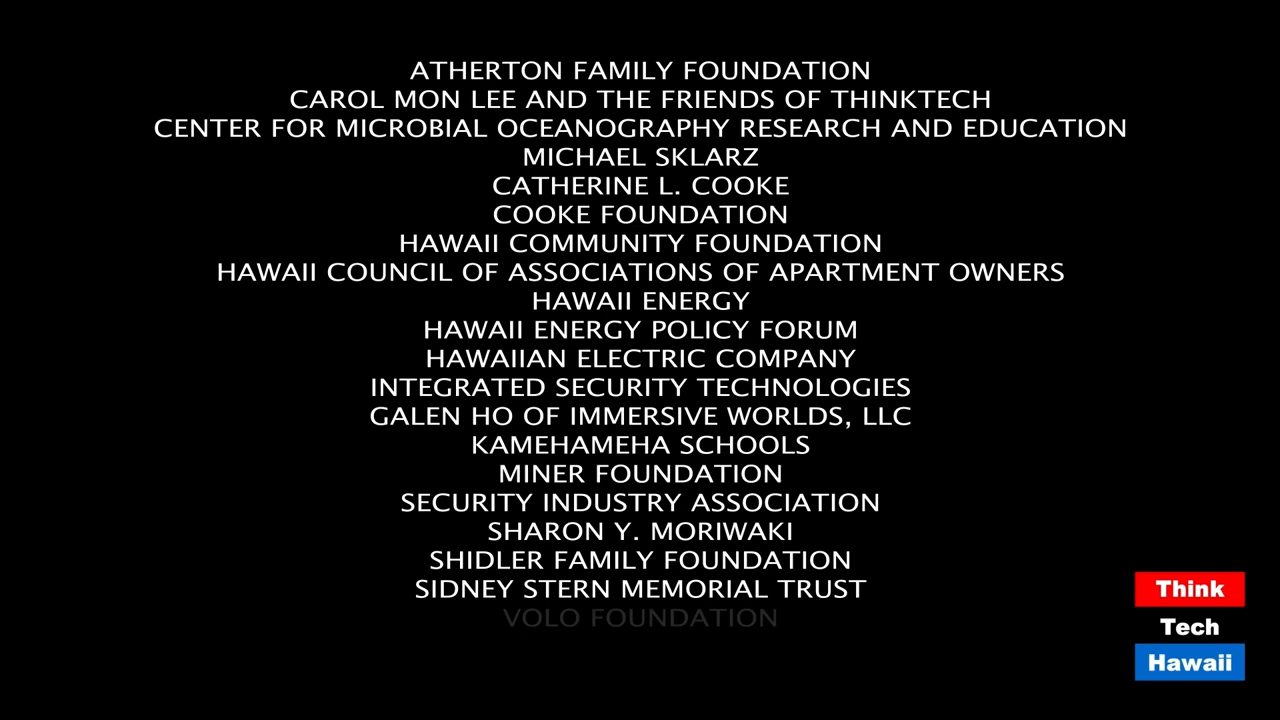 ATHERTON FAMILY FOUNDATION
CAROL MON LEE AND THE FRIENDS OF THINKTECH
CENTER FOR MICROBIAL OCEANOGRAPHY RESEARCH AND EDUCATION
MICHAEL SKLARZ
CATHERINE L. COOKE
COOKE FOUNDATION
HAWAII COMMUNITY FOUNDATION
HAWAII COUNCIL OF ASSOCIATIONS OF APARTMENT OWNERS
HAWAII ENERGY
HAWAII ENERGY POLICY FORUM
HAWAIIAN ELECTRIC COMPANY
INTEGRATED SECURITY TECHNOLOGIES
GALEN HO OF IMMERSIVE WORLDS, LLC
KAMEHAMEHA SCHOOLS
MINER FOUNDATION
SECURITY INDUSTRY ASSOCIATION
SHARON Y. MORIWAKI
SHIDLER FAMILY FOUNDATION
SIDNEY STERN MEMORIAL TRUST
VOLO FOUNDATION
Think
Tech
Hawaii